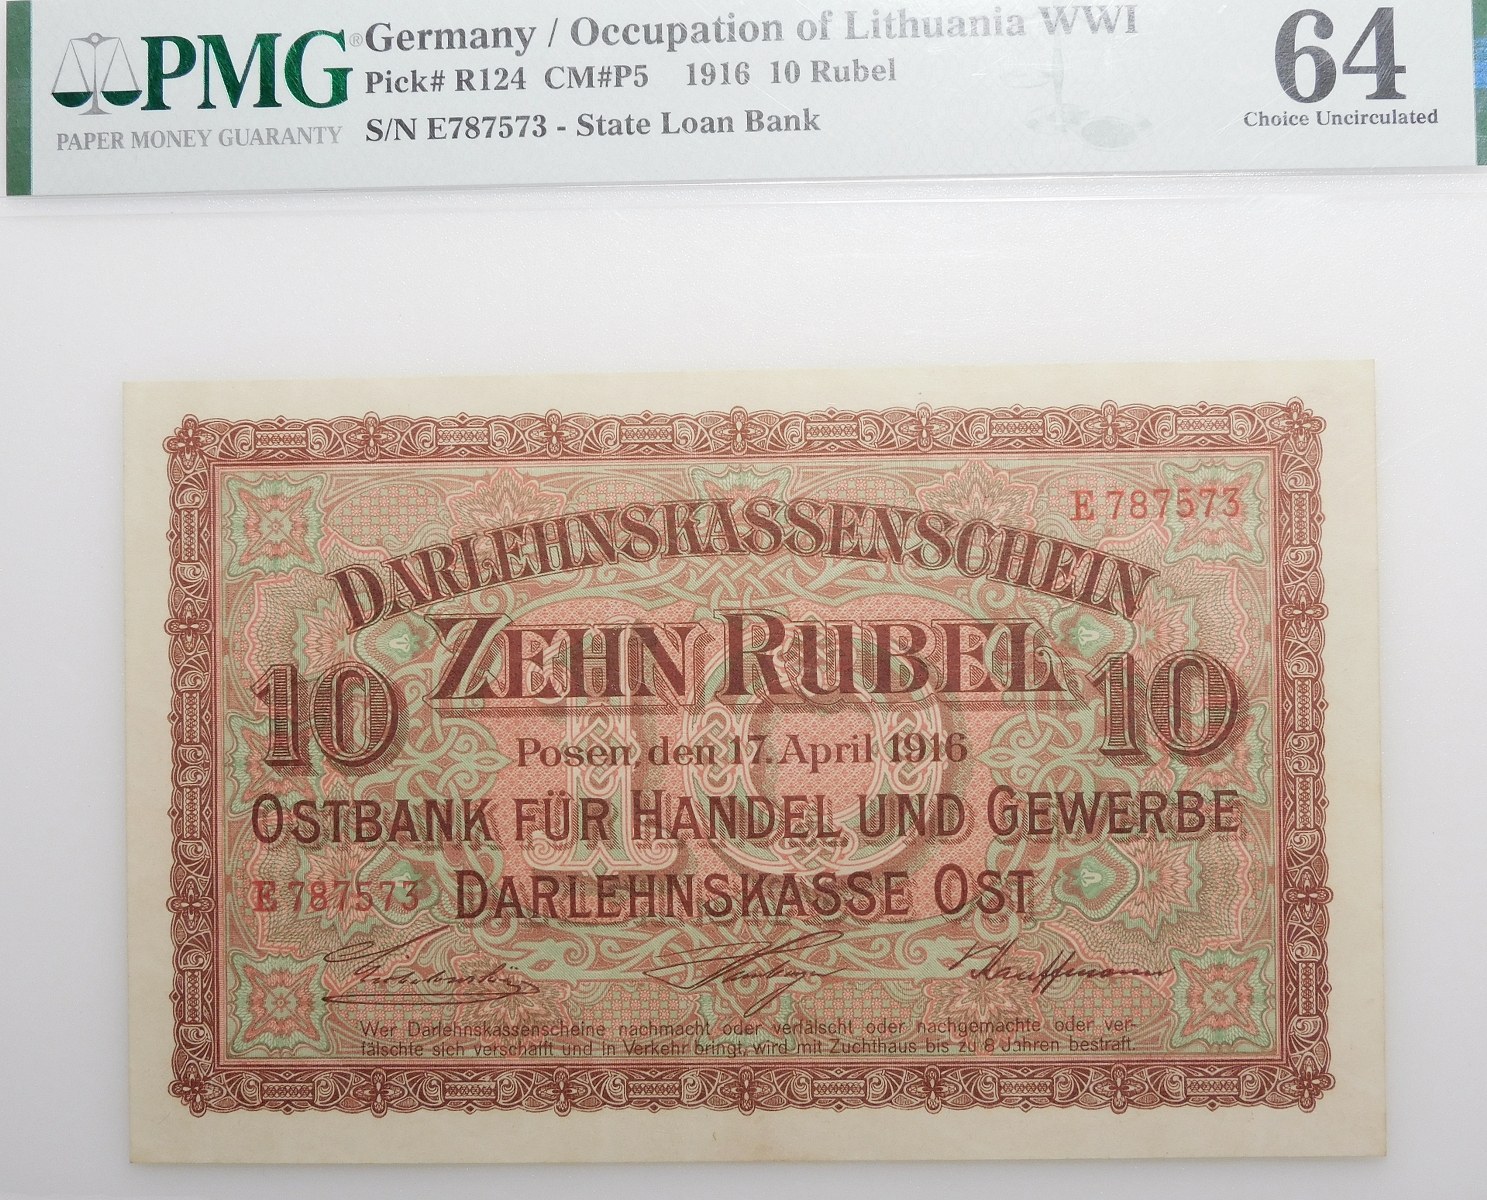 PMG®
PAPER MONEY GUARANTY
Germany / Occupation of Lithuania WWI
Pick# R124 CM#P5 1916 10 Rubel
S/N E787573 - State Loan Bank
64
Choice Uncirculated
E 787573
DARLEHNSKASSENSCHEIN
ZEHN RUBEL
10 10
Posen, den 17. April 1916
OSTBANK FÜR HANDEL UND GEWERBE
E 787573 DARLEHNSKASSE OST
Kauffmann
Wer Darlehnskassenscheine nachmacht oder verfälscht oder nachgemachte oder ver-
fälschte sich verschafft und in Verkehr bringt, wird mit Zuchthaus bis zu 8 Jahren bestraft.